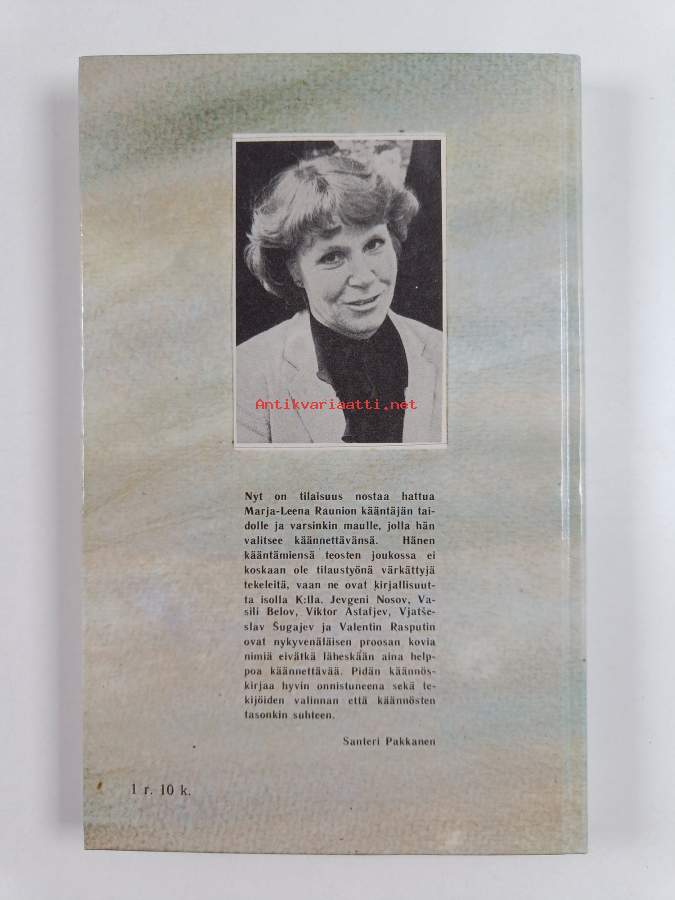 Antikvariaatti.net
Nyt on tilaisuus nostaa hattua
Marja-Leena Raunion kääntäjän tai-
dolle ja varsinkin maulle, jolla hän
valitsee käännettävänsä. Hänen
kääntämiensä teosten joukossa ei
koskaan ole tilaustyönä värkättyjä
tekeleitä, vaan ne ovat kirjallisuut-
ta isolla K:lla. Jevgeni Nosov, Va-
sili Belov, Viktor Astafjev, Vjatše-
slav Šugajev ja Valentin Rasputin
ovat nykyvenäläisen proosan kovia
nimiä eivätkä läheskään aina help-
poa käännettävää. Pidän käännös-
kirjaa hyvin onnistuneena sekä te-
kijöiden valinnan että käännösten
tasonkin suhteen.
Santeri Pakkanen
1 r. 10 k.